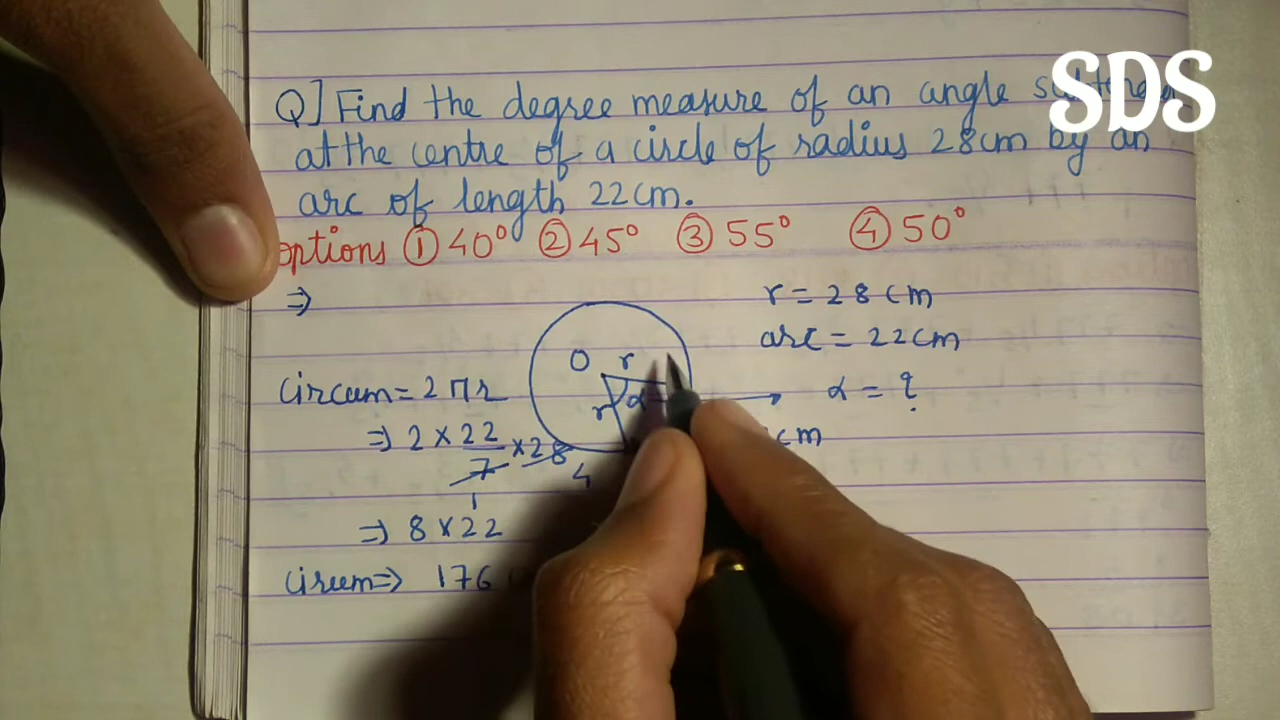 SDS
Q] Find the degree measure of an angle
at the centre of a circle of radius 28cm by an
arc of length 22cm.
options ① 40° ② 45° ③ 55° ④ 50°
⇒
r = 28 cm
arc = 22cm
O r
circum = 2πr
r α
α = ?
⇒ 2 × 22/7 × 28
cm
1 4
⇒ 8 × 22
circum ⇒ 176